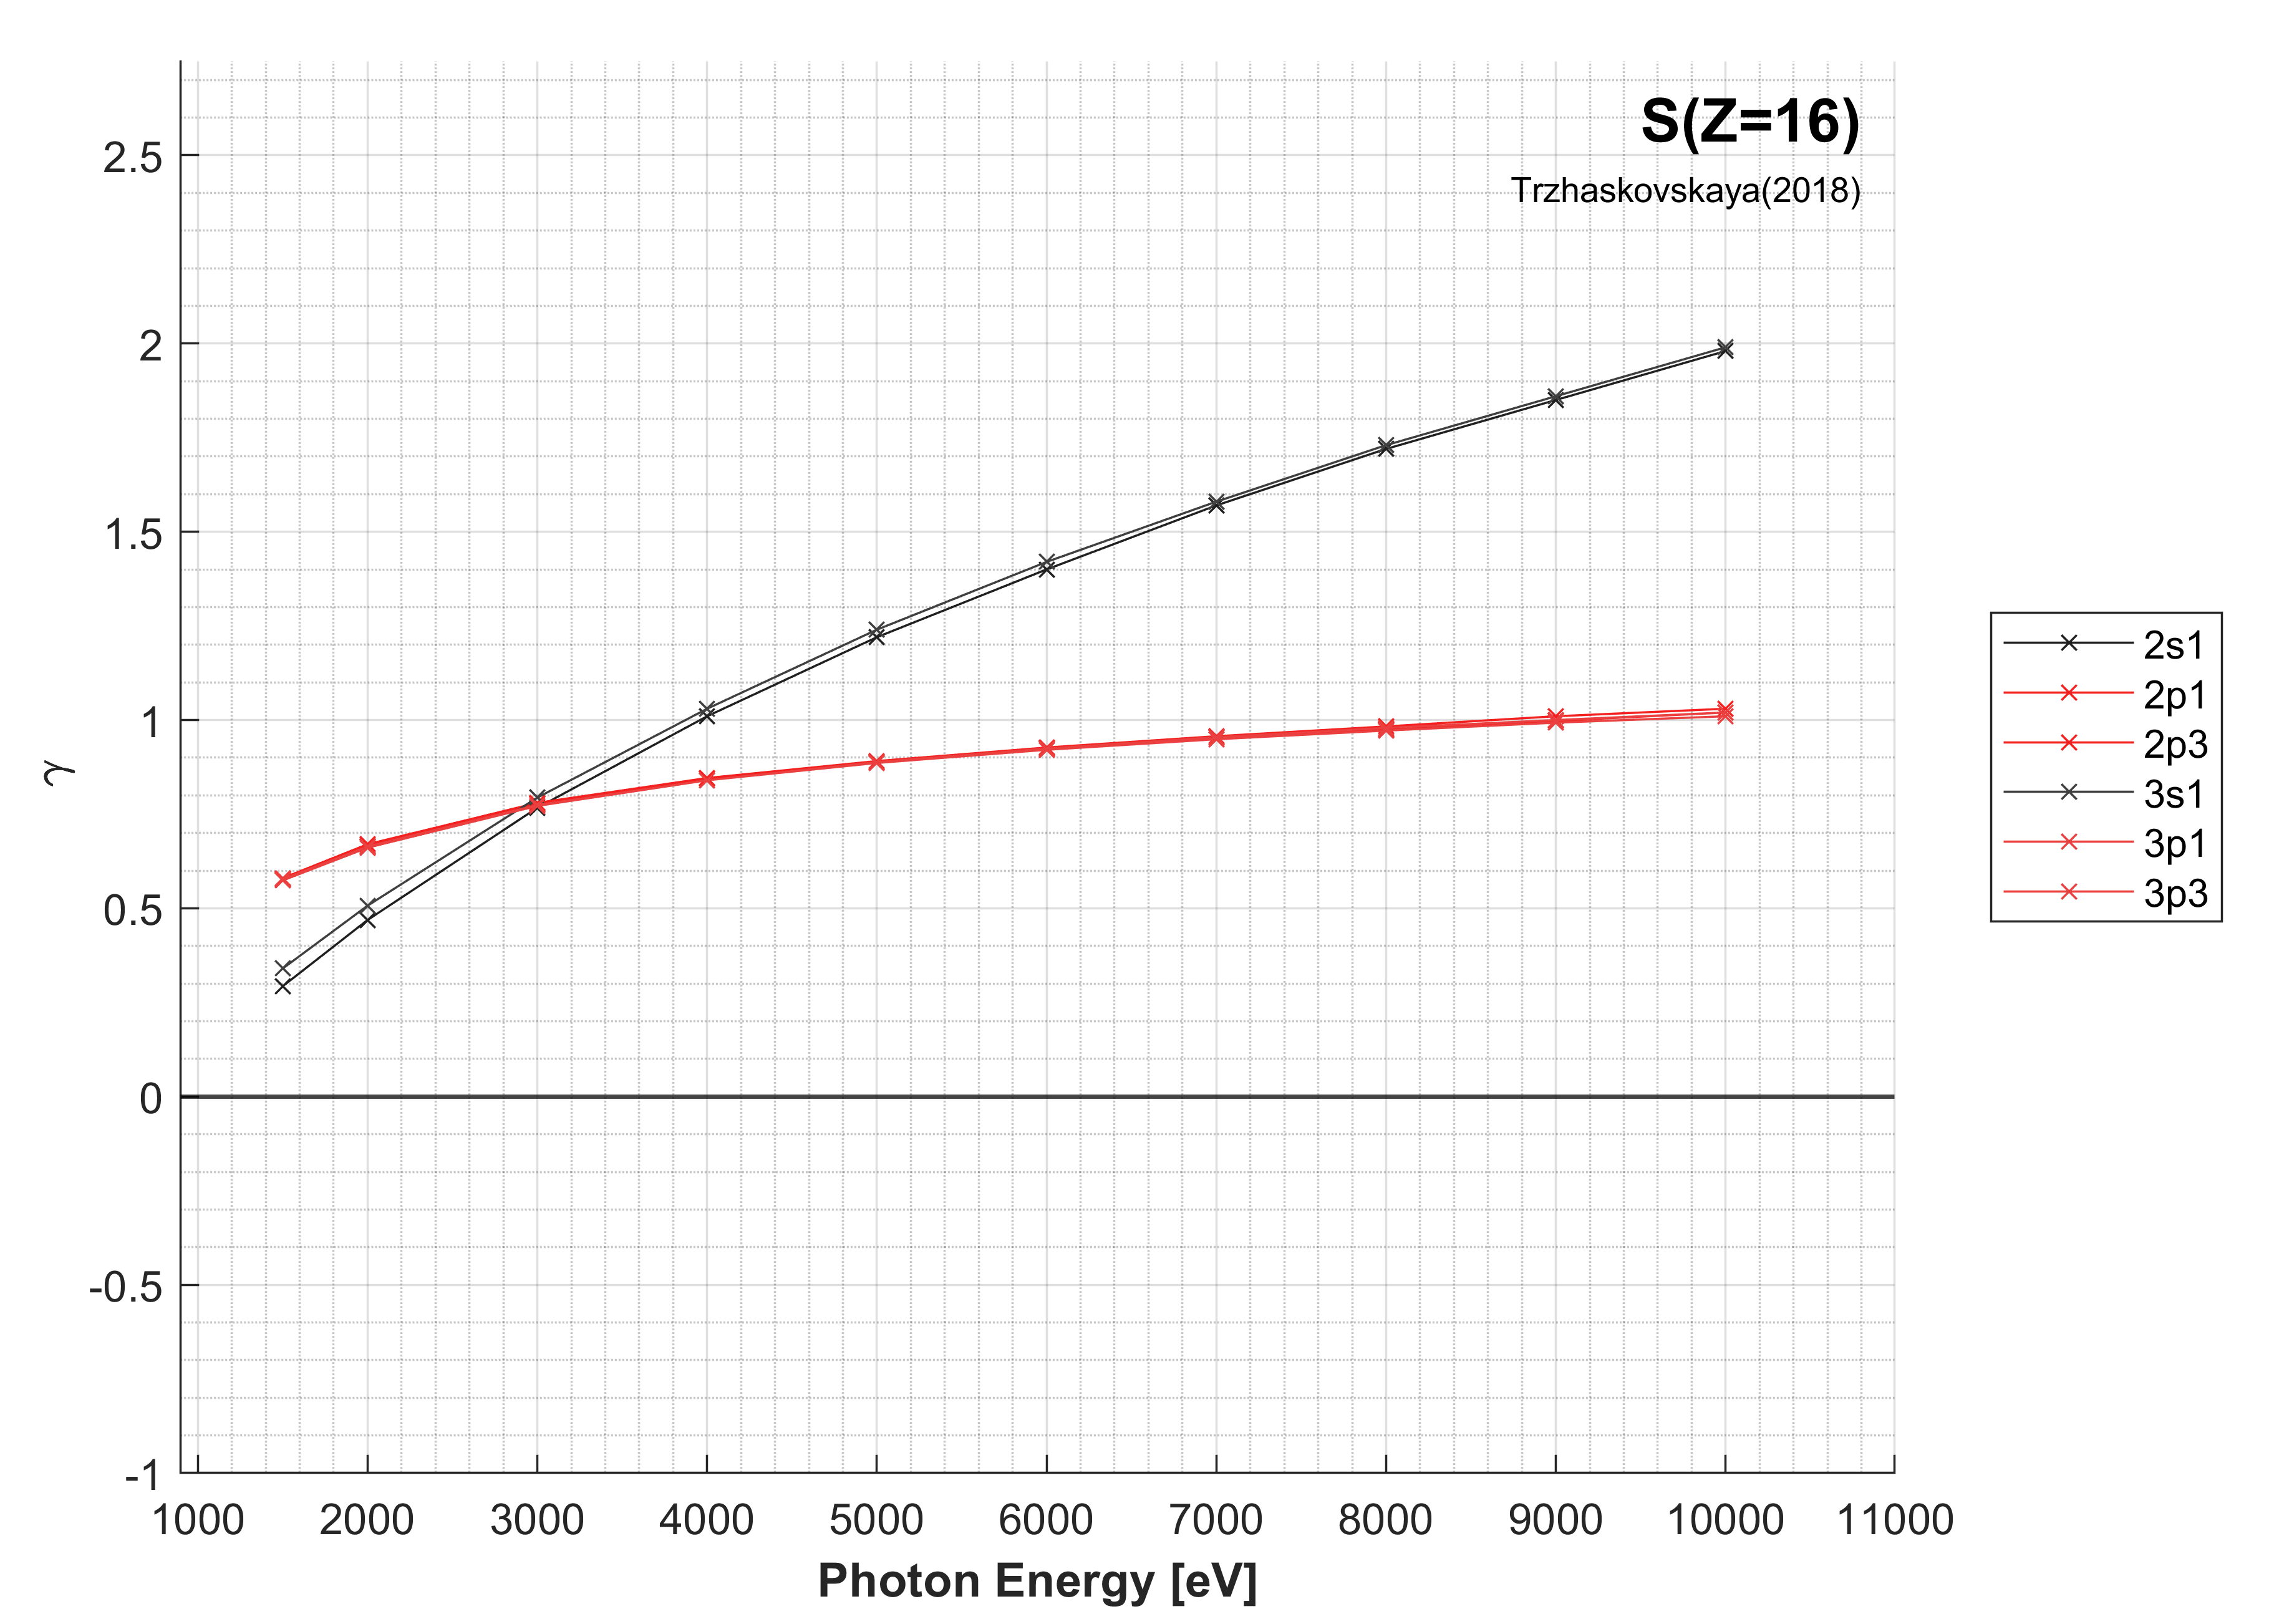 S(Z=16)
Trzhaskovskaya(2018)
2.5
2
1.5
1
0.5
0
-0.5
-1
γ
1000 2000 3000 4000 5000 6000 7000 8000 9000 10000 11000
Photon Energy [eV]
2s1
2p1
2p3
3s1
3p1
3p3